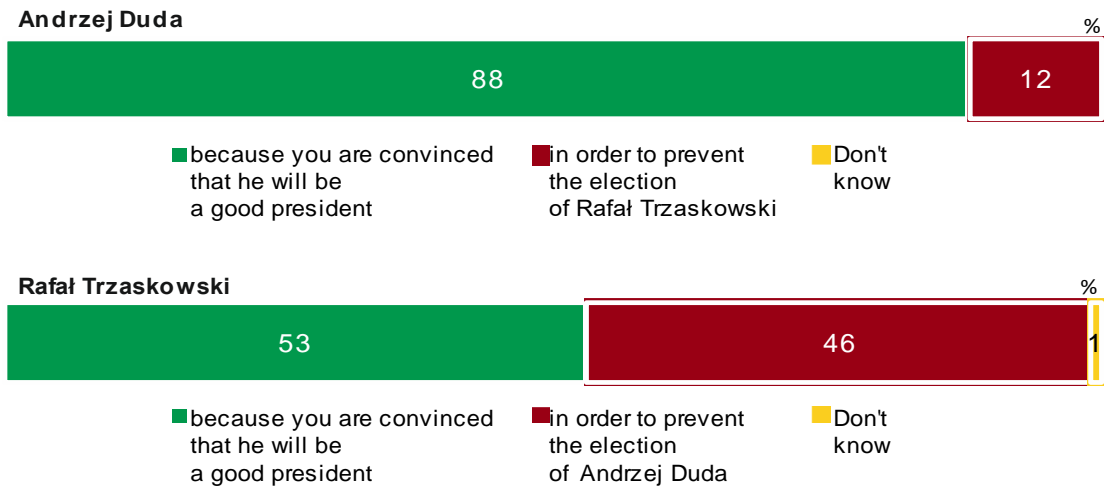 Andrzej Duda
%
88 12
because you are convinced
that he will be
a good president
in order to prevent
the election
of Rafał Trzaskowski
Don't
know
Rafał Trzaskowski
%
53 46 1
because you are convinced
that he will be
a good president
in order to prevent
the election
of Andrzej Duda
Don't
know